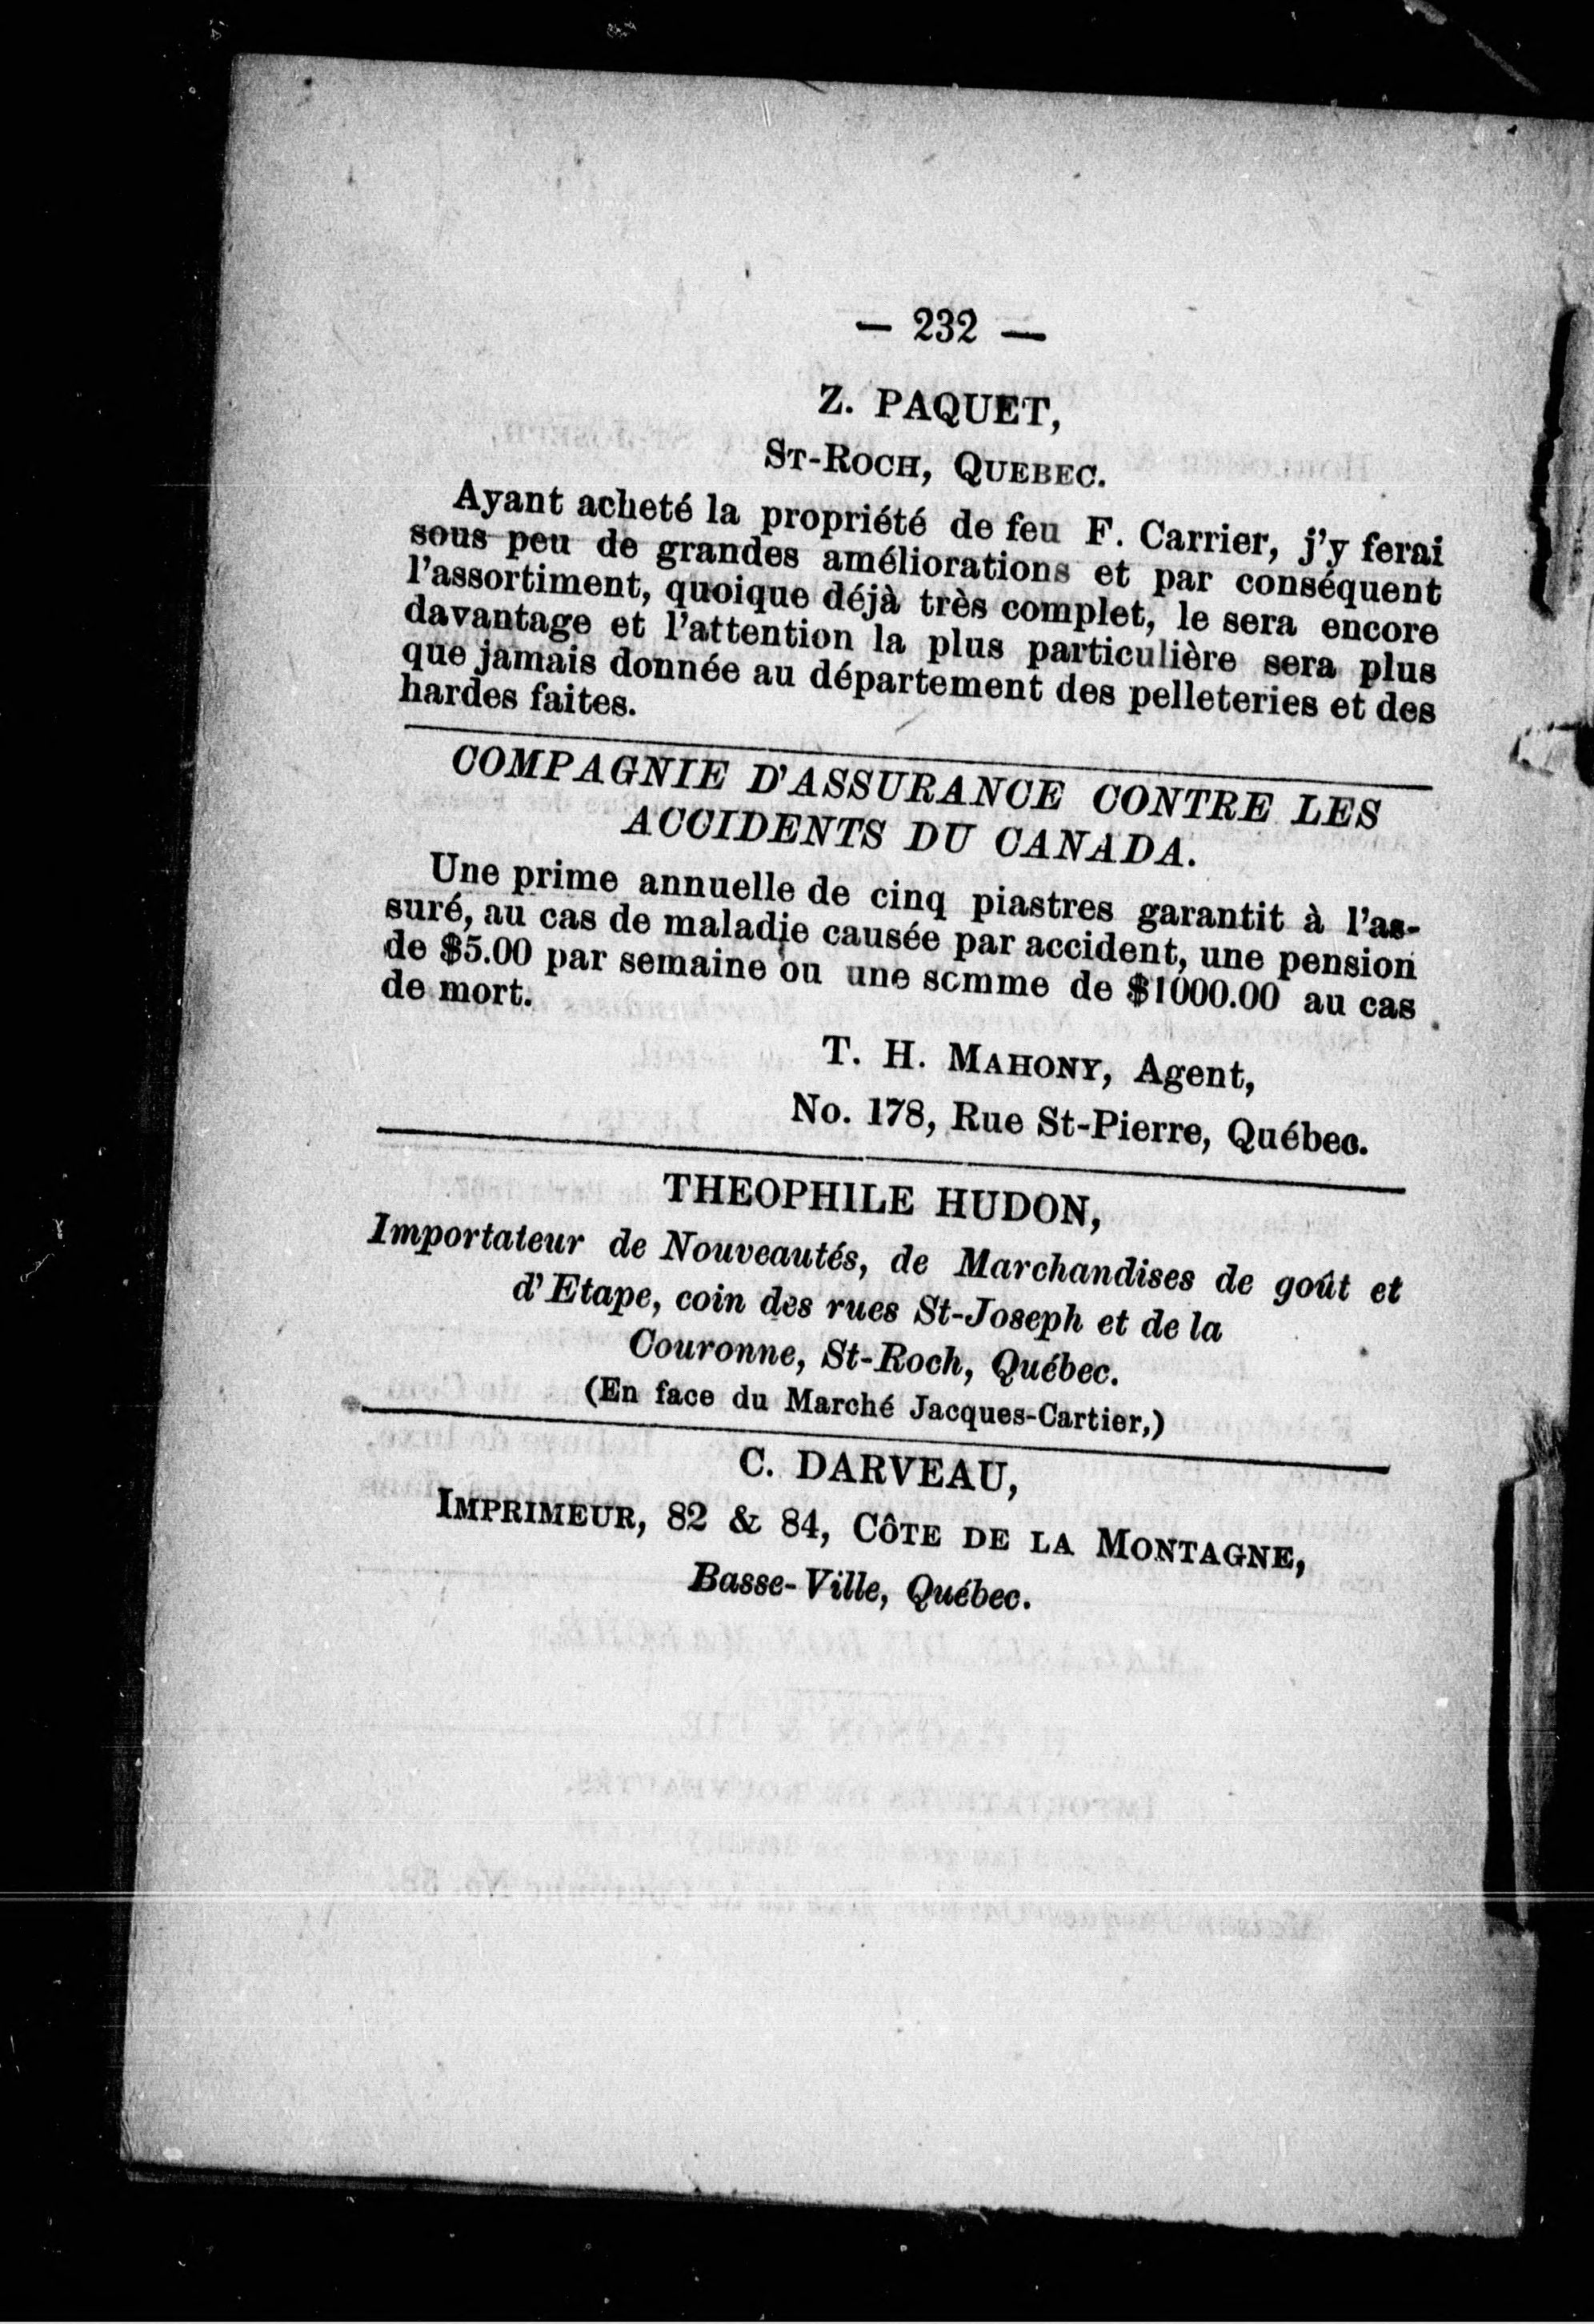 — 232 —
Z. PAQUET,
ST-ROCH, QUEBEC.
Ayant acheté la propriété de feu F. Carrier, j'y ferai
sous peu de grandes améliorations et par conséquent
l'assortiment, quoique déjà très complet, le sera encore
davantage et l'attention la plus particulière sera plus
que jamais donnée au département des pelleteries et des
hardes faites.
COMPAGNIE D'ASSURANCE CONTRE LES
ACCIDENTS DU CANADA.
Une prime annuelle de cinq piastres garantit à l'as-
suré, au cas de maladie causée par accident, une pension
de $5.00 par semaine ou une somme de $1000.00 au cas
de mort.
T. H. MAHONY, Agent,
No. 178, Rue St-Pierre, Québec.
THEOPHILE HUDON,
Importateur de Nouveautés, de Marchandises de goût et
d'Etape, coin des rues St-Joseph et de la
Couronne, St-Roch, Québec.
(En face du Marché Jacques-Cartier,)
C. DARVEAU,
IMPRIMEUR, 82 & 84, CÔTE DE LA MONTAGNE,
Basse-Ville, Québec.